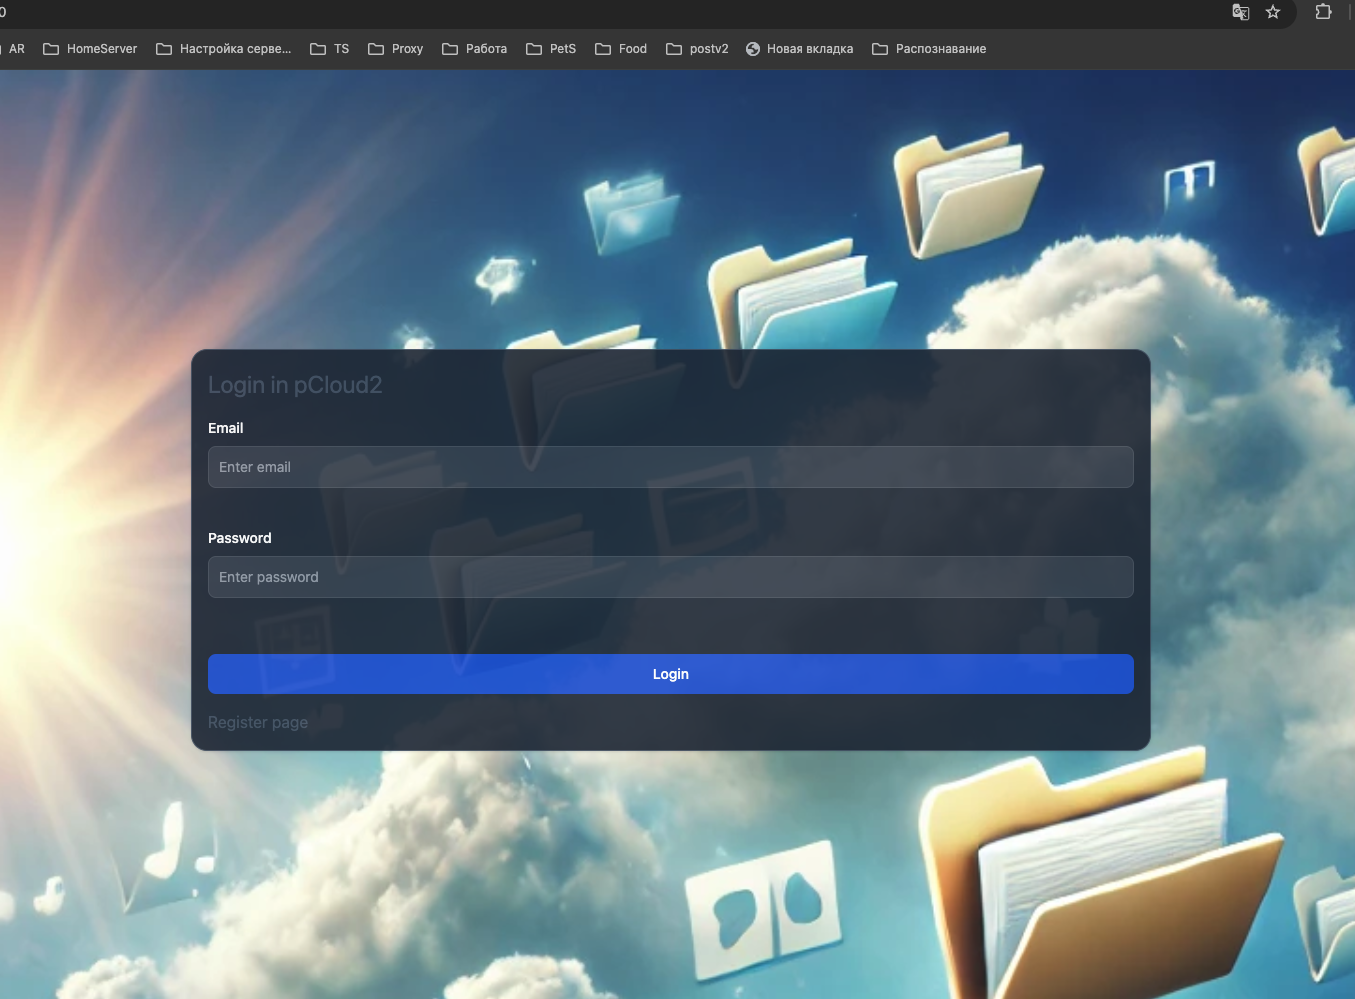 0
AR HomeServer Настройка серве... TS Proxy Работа PetS Food postv2 Новая вкладка Распознавание
Login in pCloud2
Email
Enter email
Password
Enter password
Login
Register page